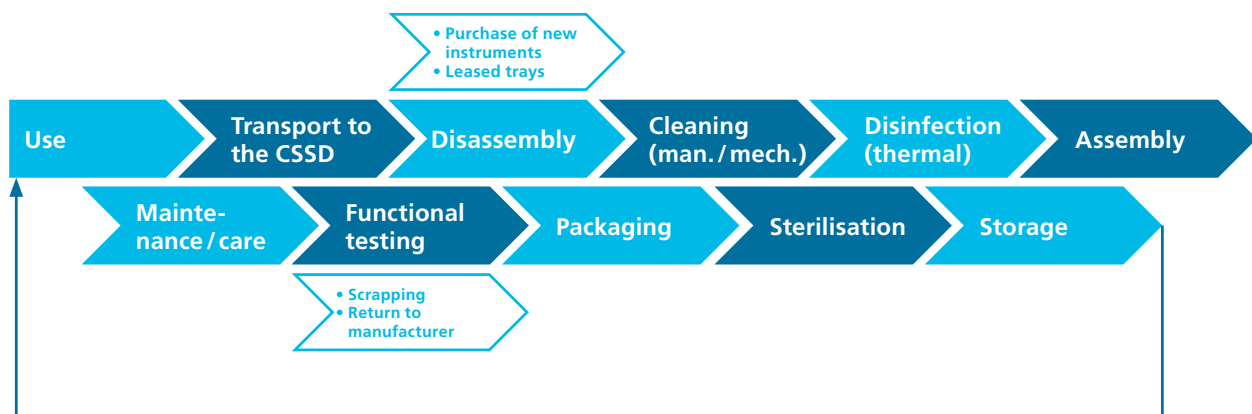 • Purchase of new
instruments
• Leased trays
Use
Transport to
the CSSD
Disassembly
Cleaning
(man. / mech.)
Disinfection
(thermal)
Assembly
Mainte-
nance / care
Functional
testing
Packaging
Sterilisation
Storage
• Scrapping
• Return to
manufacturer